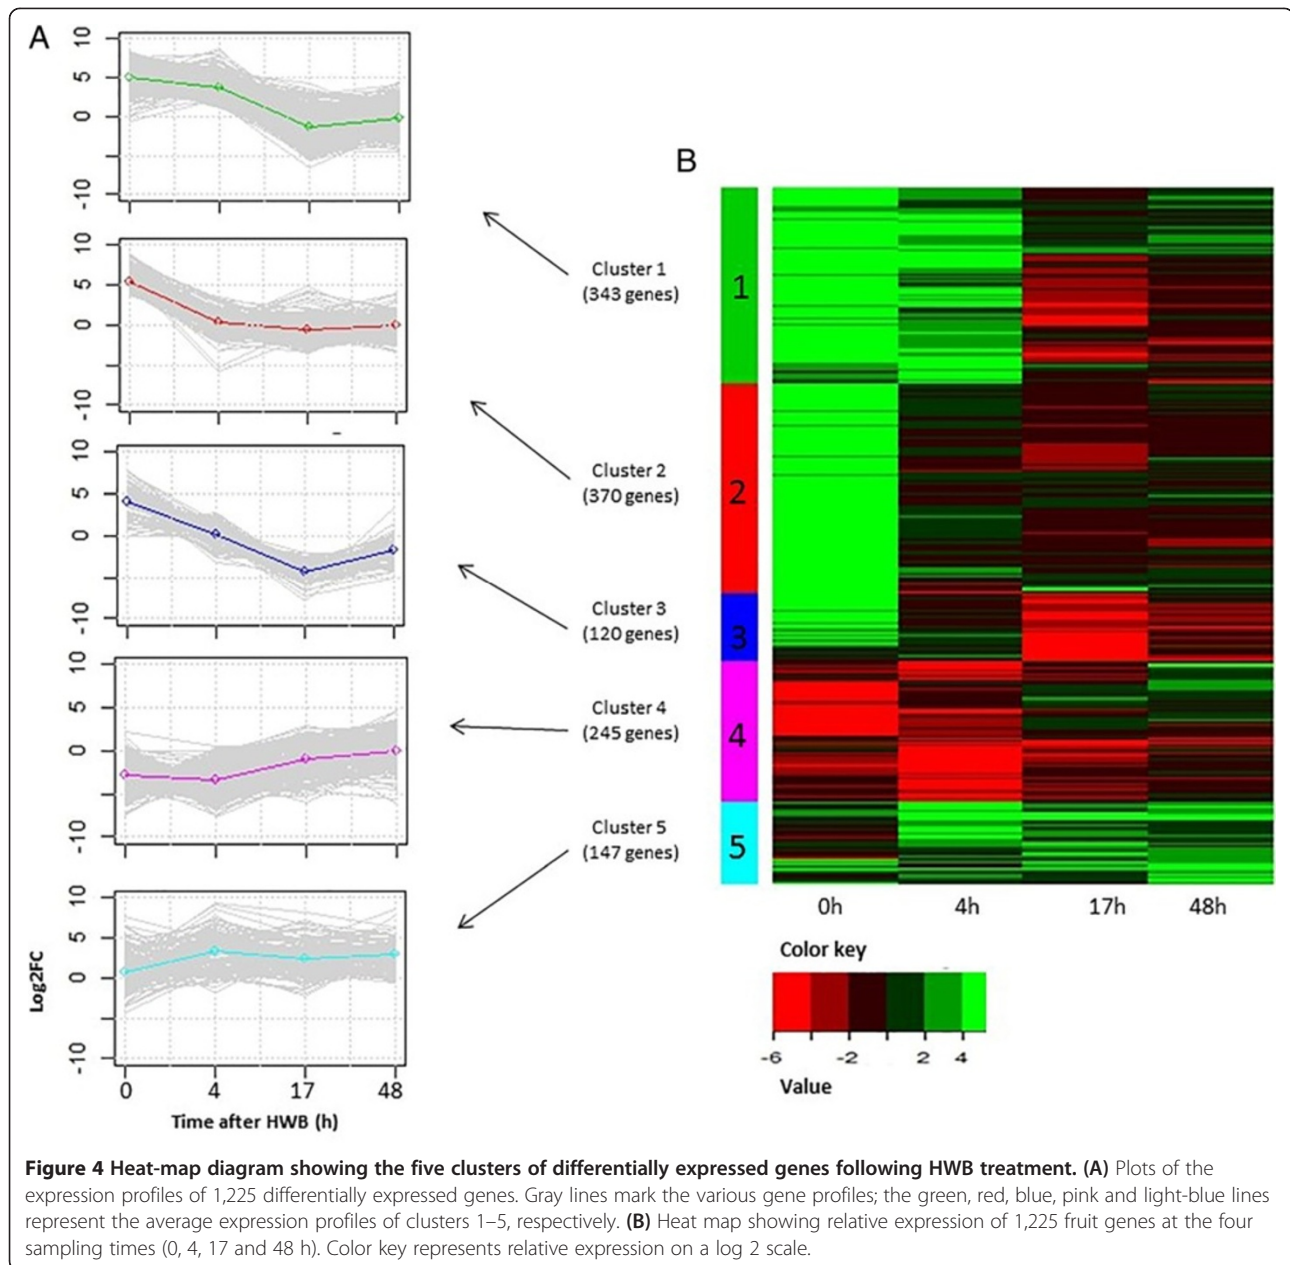 A
10
5
0
-10
10
5
0
-10
10
5
0
-10
10
5
0
-10
10
5
0
-10
Log2FC
0 4 17 48
Time after HWB (h)
Cluster 1
(343 genes)
Cluster 2
(370 genes)
Cluster 3
(120 genes)
Cluster 4
(245 genes)
Cluster 5
(147 genes)
B
1
2
3
4
5
0h 4h 17h 48h
Color key
-6 -2 2 4
Value
Figure 4 Heat-map diagram showing the five clusters of differentially expressed genes following HWB treatment. (A) Plots of the
expression profiles of 1,225 differentially expressed genes. Gray lines mark the various gene profiles; the green, red, blue, pink and light-blue lines
represent the average expression profiles of clusters 1–5, respectively. (B) Heat map showing relative expression of 1,225 fruit genes at the four
sampling times (0, 4, 17 and 48 h). Color key represents relative expression on a log 2 scale.